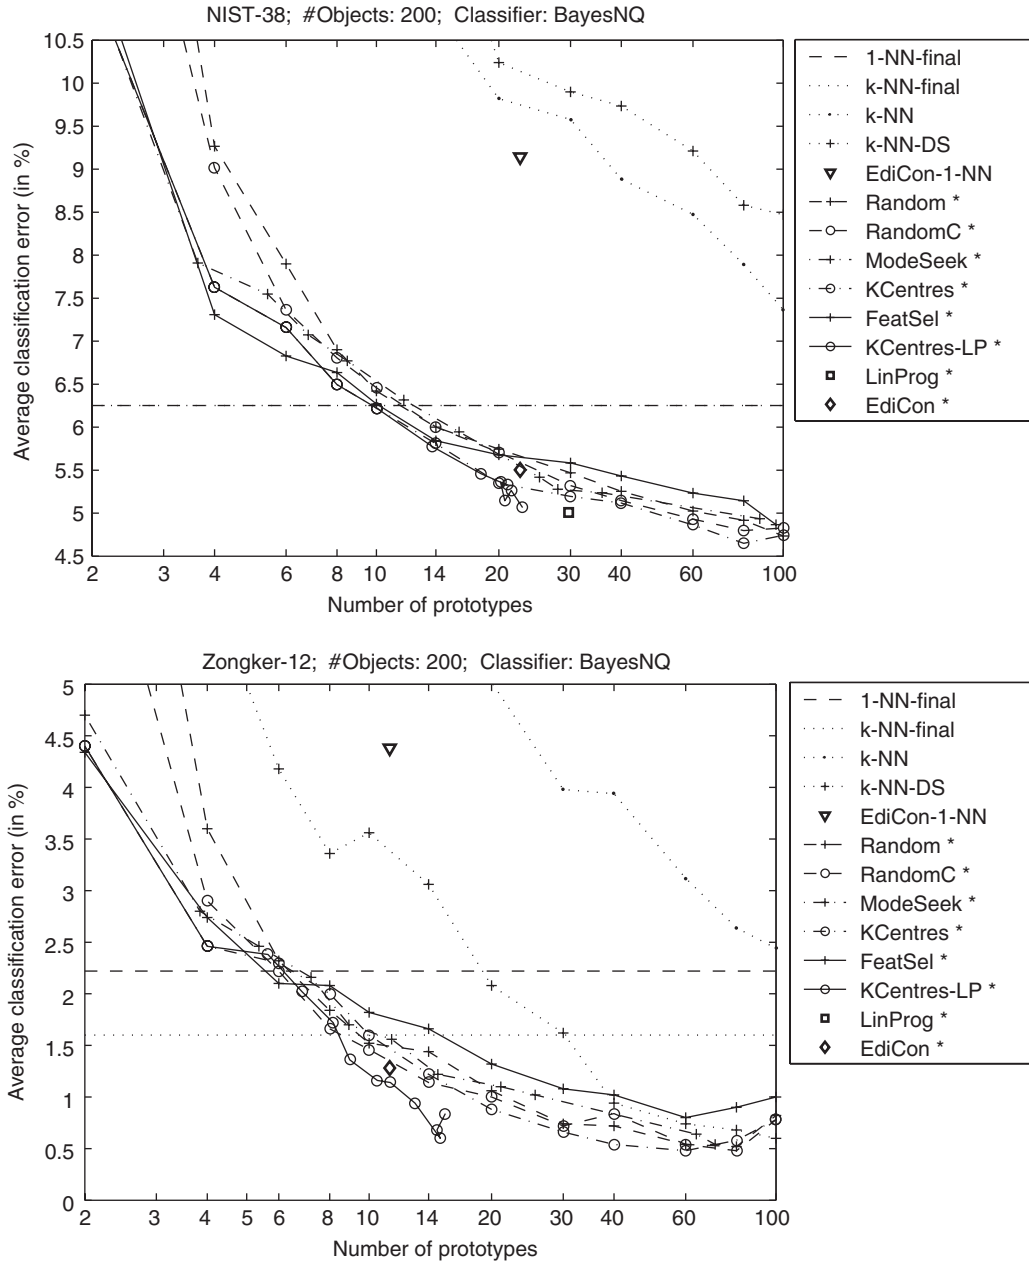 NIST-38; #Objects: 200; Classifier: BayesNQ
10.5
10
9.5
9
8.5
8
7.5
7
6.5
6
5.5
5
4.5
Average classification error (in %)
2 3 4 6 8 10 14 20 30 40 60 100
Number of prototypes
1-NN-final
k-NN-final
k-NN
k-NN-DS
EdiCon-1-NN
Random *
RandomC *
ModeSeek *
KCentres *
FeatSel *
KCentres-LP *
LinProg *
EdiCon *
Zongker-12; #Objects: 200; Classifier: BayesNQ
5
4.5
4
3.5
3
2.5
2
1.5
1
0.5
0
Average classification error (in %)
2 3 4 6 8 10 14 20 30 40 60 100
Number of prototypes
1-NN-final
k-NN-final
k-NN
k-NN-DS
EdiCon-1-NN
Random *
RandomC *
ModeSeek *
KCentres *
FeatSel *
KCentres-LP *
LinProg *
EdiCon *